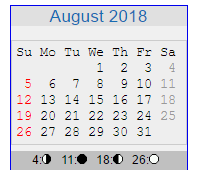 August 2018
Su Mo Tu We Th Fr Sa
1 2 3 4
5 6 7 8 9 10 11
12 13 14 15 16 17 18
19 20 21 22 23 24 25
26 27 28 29 30 31
4:🌗 11:🌑 18:🌓 26:🌕